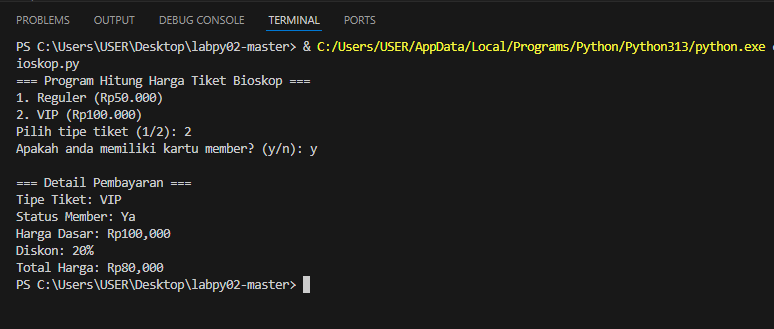 PROBLEMS OUTPUT DEBUG CONSOLE TERMINAL PORTS
PS C:\Users\USER\Desktop\labpy02-master> & C:/Users/USER/AppData/Local/Programs/Python/Python313/python.exe
ioskop.py
=== Program Hitung Harga Tiket Bioskop ===
1. Reguler (Rp50.000)
2. VIP (Rp100.000)
Pilih tipe tiket (1/2): 2
Apakah anda memiliki kartu member? (y/n): y
=== Detail Pembayaran ===
Tipe Tiket: VIP
Status Member: Ya
Harga Dasar: Rp100,000
Diskon: 20%
Total Harga: Rp80,000
PS C:\Users\USER\Desktop\labpy02-master>